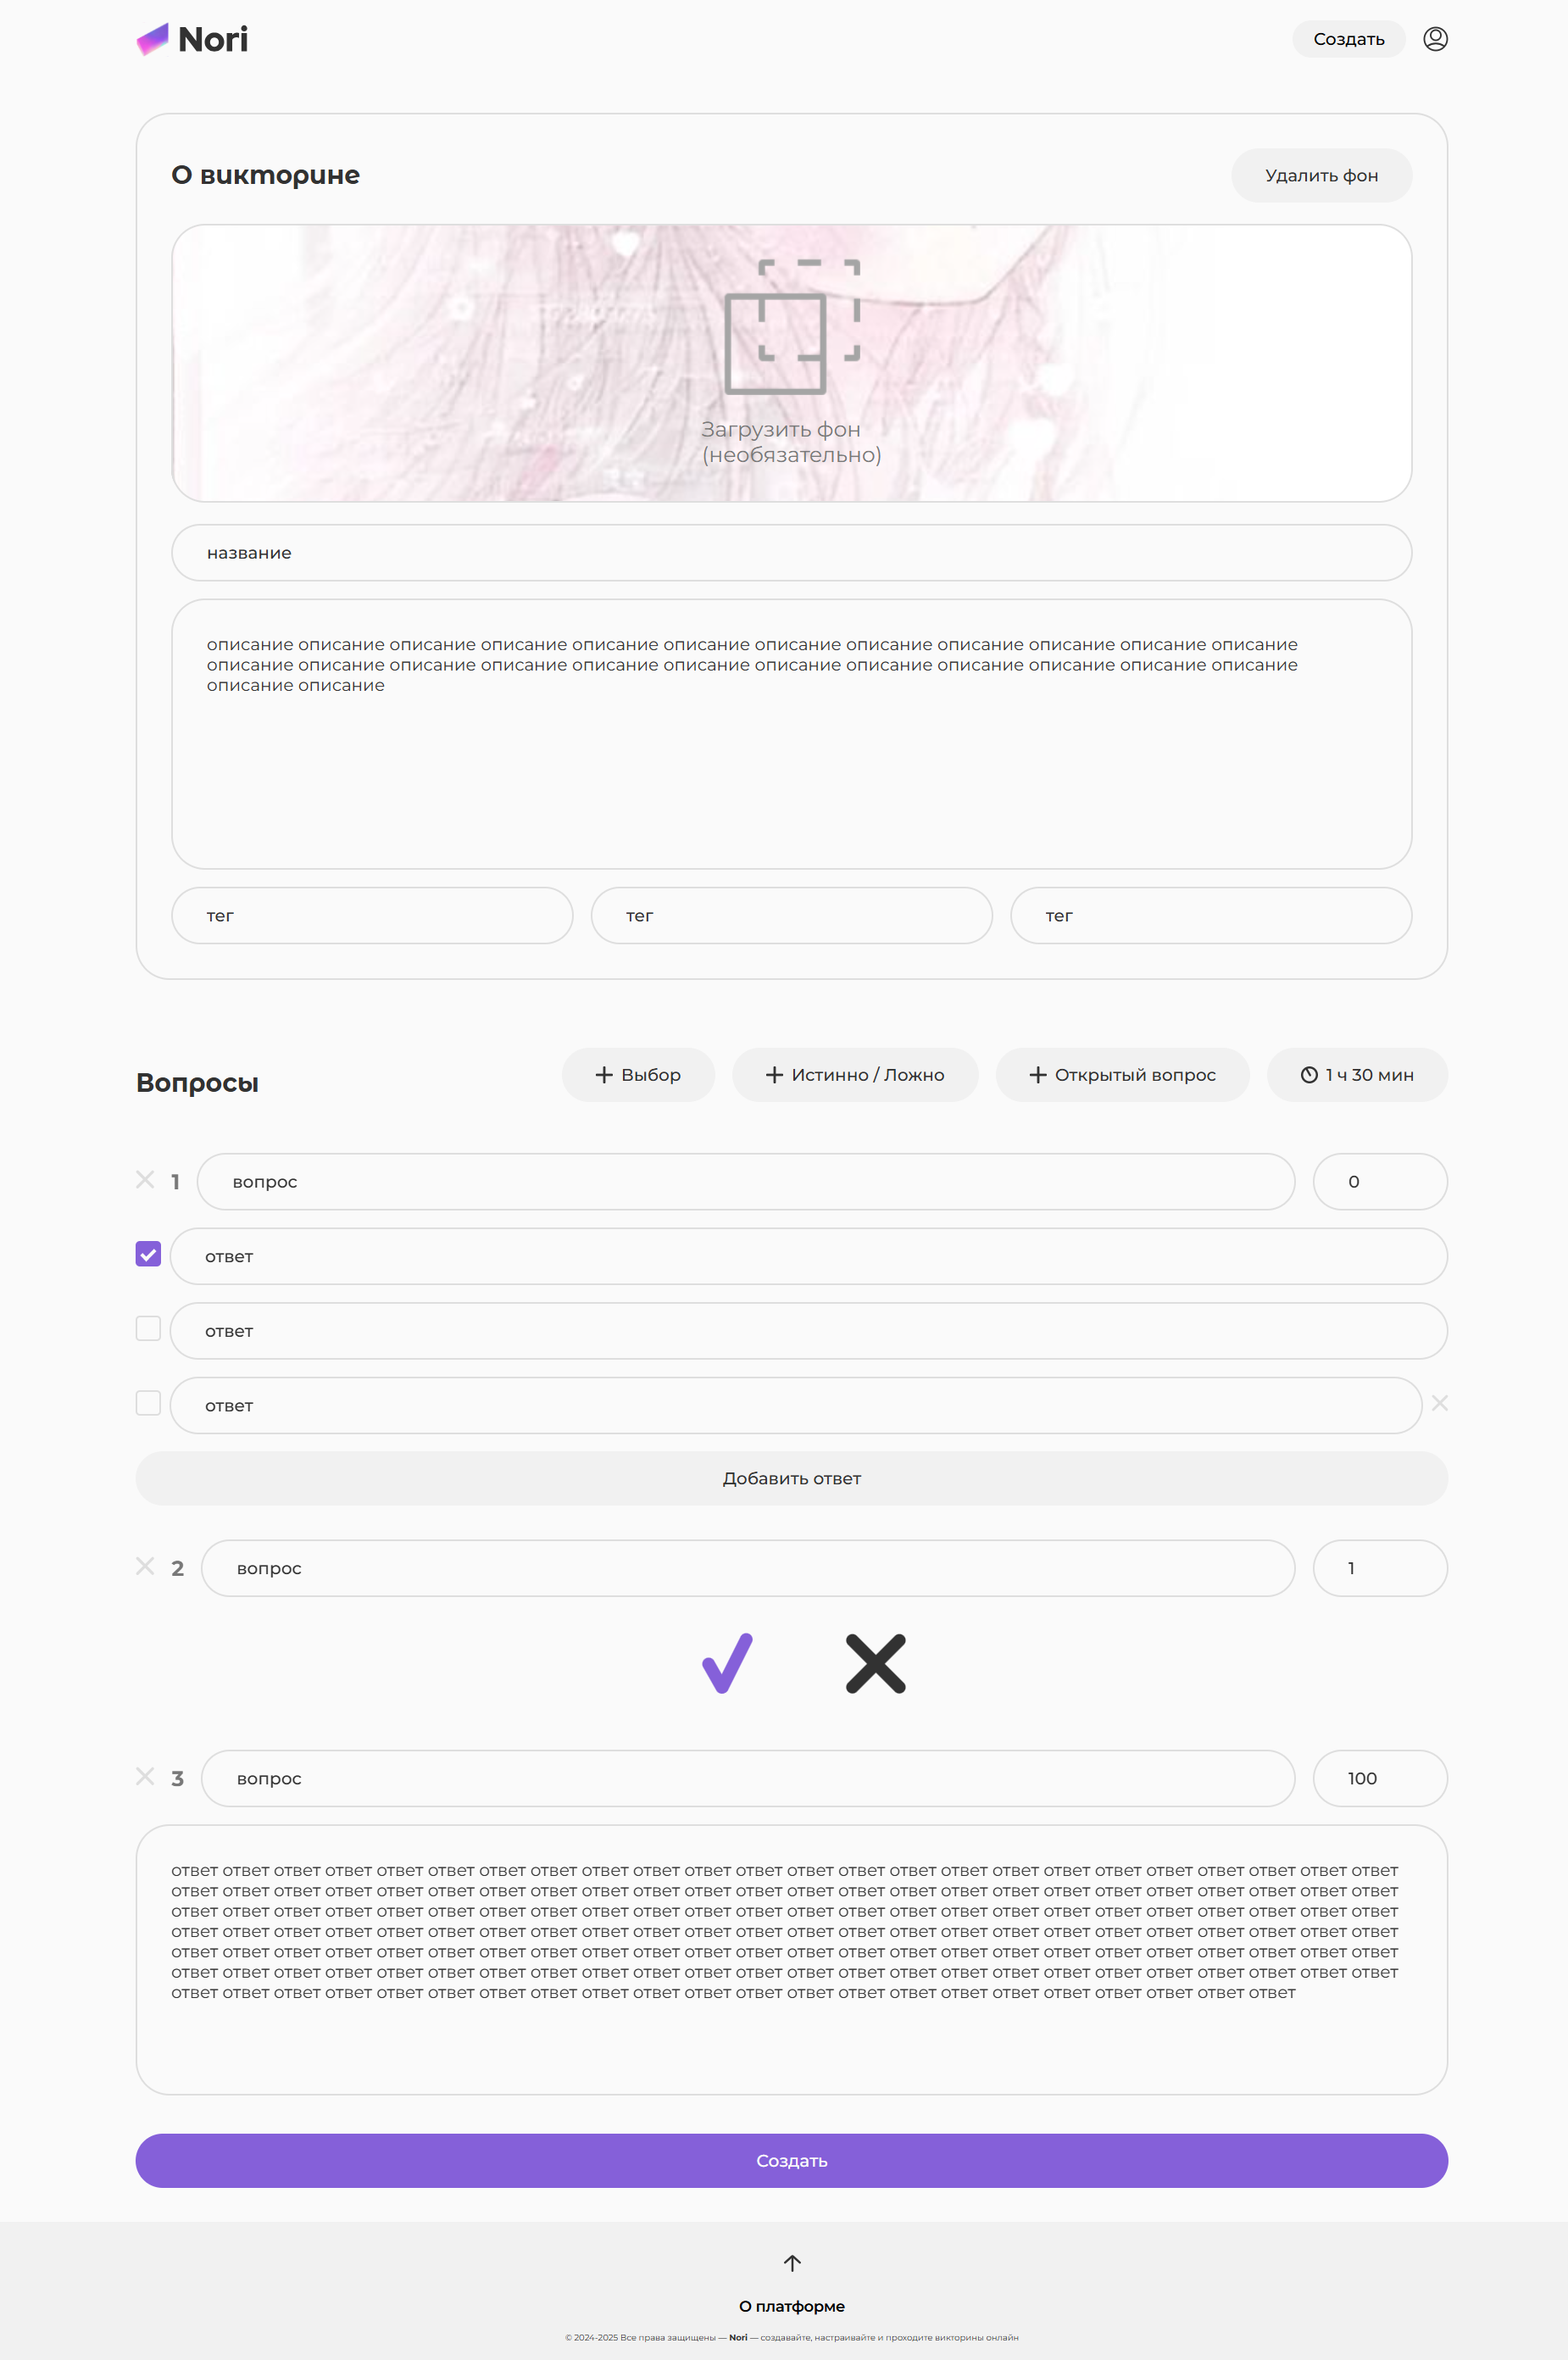 Nori
Создать
О викторине
Удалить фон
Загрузить фон
(необязательно)
название
описание описание описание описание описание описание описание описание описание описание описание описание
описание описание описание описание описание описание описание описание описание описание описание описание
описание описание
тег
тег
тег
Вопросы
Выбор
Истинно / Ложно
Открытый вопрос
1 ч 30 мин
1
вопрос
0
ответ
ответ
ответ
Добавить ответ
2
вопрос
1
3
вопрос
100
ответ ответ ответ ответ ответ ответ ответ ответ ответ ответ ответ ответ ответ ответ ответ ответ ответ ответ ответ ответ ответ ответ ответ ответ
ответ ответ ответ ответ ответ ответ ответ ответ ответ ответ ответ ответ ответ ответ ответ ответ ответ ответ ответ ответ ответ ответ ответ ответ
ответ ответ ответ ответ ответ ответ ответ ответ ответ ответ ответ ответ ответ ответ ответ ответ ответ ответ ответ ответ ответ ответ ответ ответ
ответ ответ ответ ответ ответ ответ ответ ответ ответ ответ ответ ответ ответ ответ ответ ответ ответ ответ ответ ответ ответ ответ ответ ответ
ответ ответ ответ ответ ответ ответ ответ ответ ответ ответ ответ ответ ответ ответ ответ ответ ответ ответ ответ ответ ответ ответ ответ ответ
ответ ответ ответ ответ ответ ответ ответ ответ ответ ответ ответ ответ ответ ответ ответ ответ ответ ответ ответ ответ ответ ответ ответ ответ
ответ ответ ответ ответ ответ ответ ответ ответ ответ ответ ответ ответ ответ ответ ответ ответ ответ ответ ответ ответ ответ ответ
Создать
О платформе
© 2024-2025 Все права защищены — Nori — создавайте, настраивайте и проходите викторины онлайн